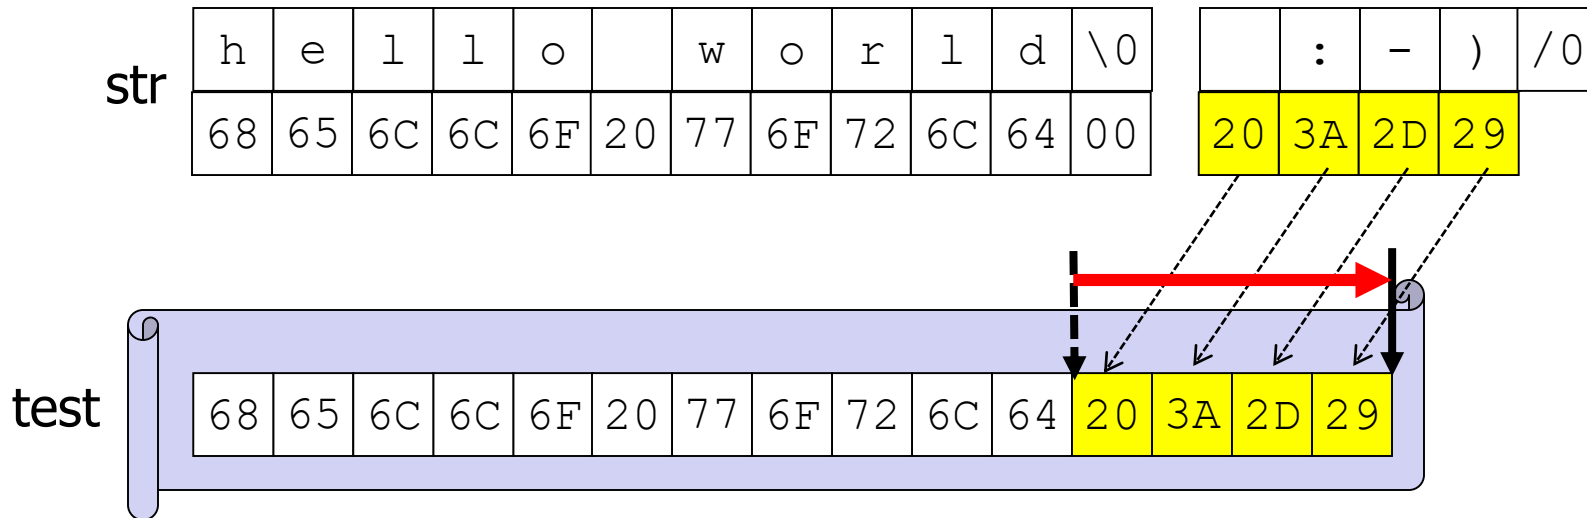 h e l l o w o r l d \0 : - ) /0
str
68 65 6C 6C 6F 20 77 6F 72 6C 64 00 20 3A 2D 29
test
68 65 6C 6C 6F 20 77 6F 72 6C 64 20 3A 2D 29